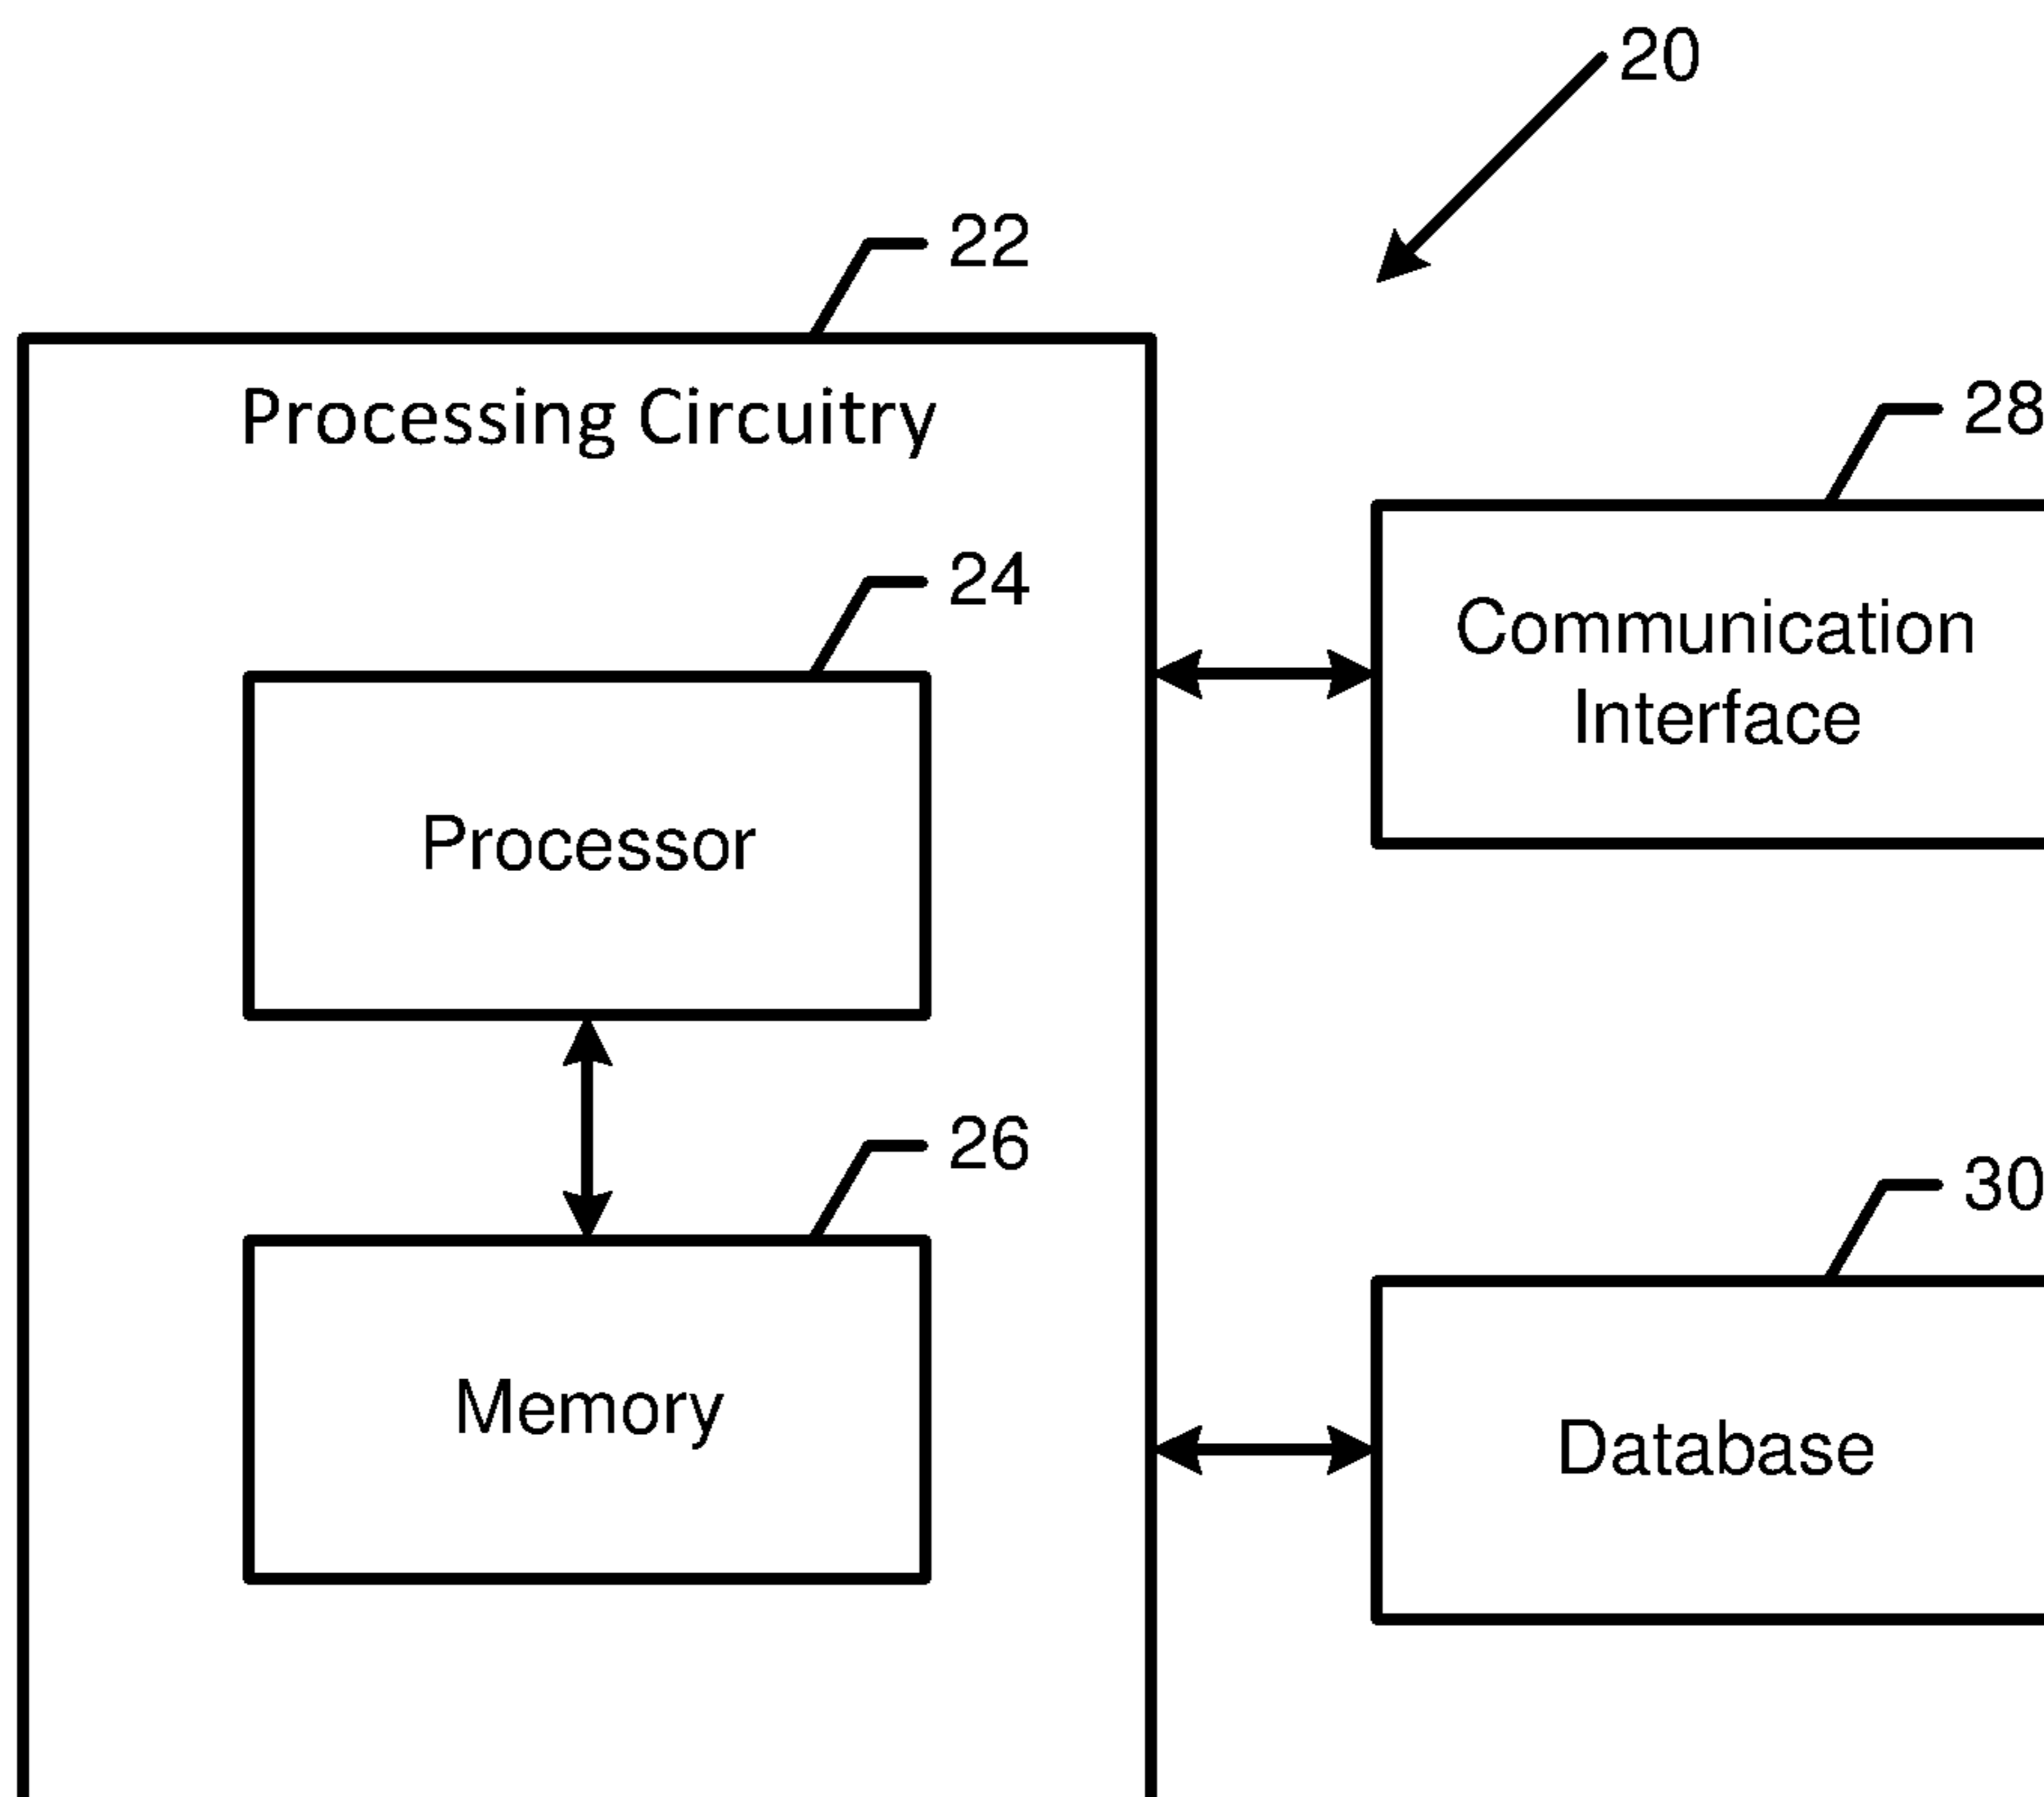 20
22
Processing Circuitry
28
24
Communication
Interface
Processor
26
30
Memory
Database